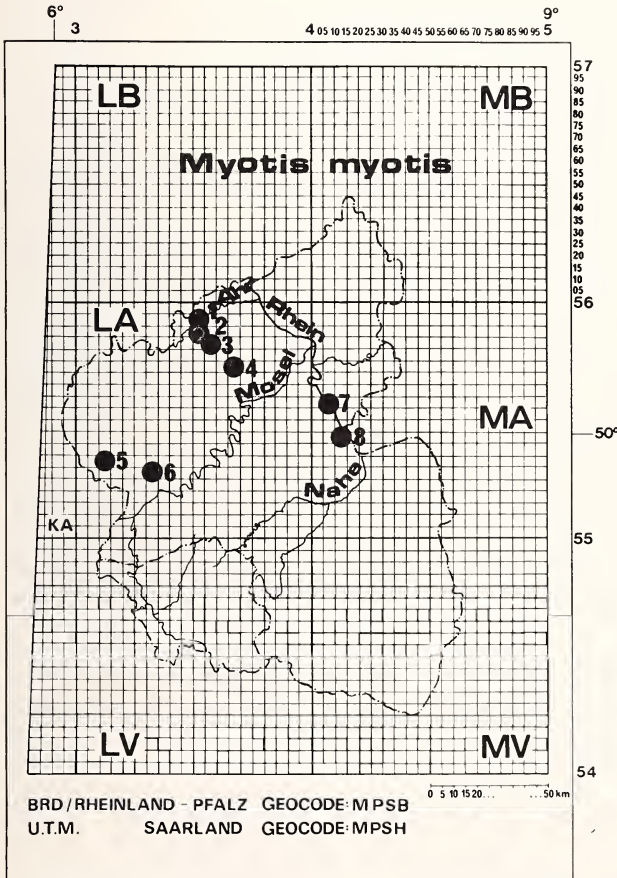 6° 9°
3 4 05 10 15 20 25 30 35 40 45 50 55 60 65 70 75 80 85 90 95 5
57
95
90
85
80
75
70
65
60
55
50
45
40
35
30
25
20
15
10
05
LB MB
Myotis myotis
56
Ahr
1
2
Rhein
LA
3
4
Mosel
7
MA
8
50°
5
6
Nahe
KA
55
LV MV
54
0 5 10 15 20... ...50 km
BRD/RHEINLAND - PFALZ GEOCODE: MPSB
U.T.M. SAARLAND GEOCODE: MPSH